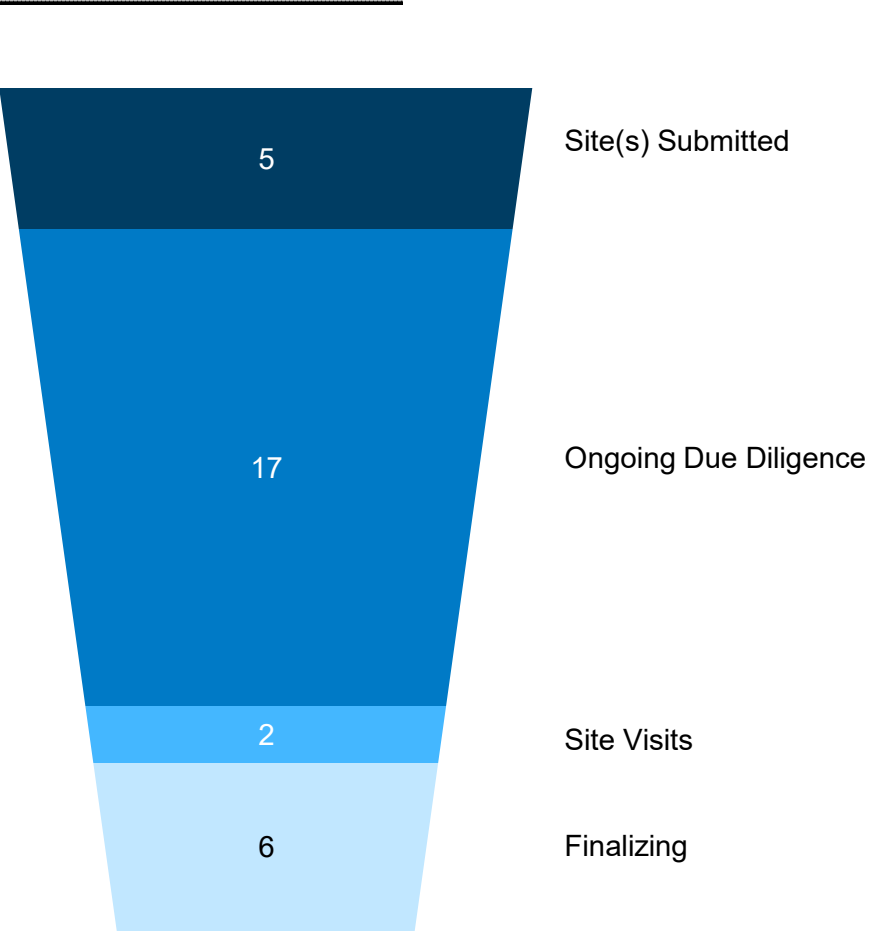 5
Site(s) Submitted
17
Ongoing Due Diligence
2
Site Visits
6
Finalizing